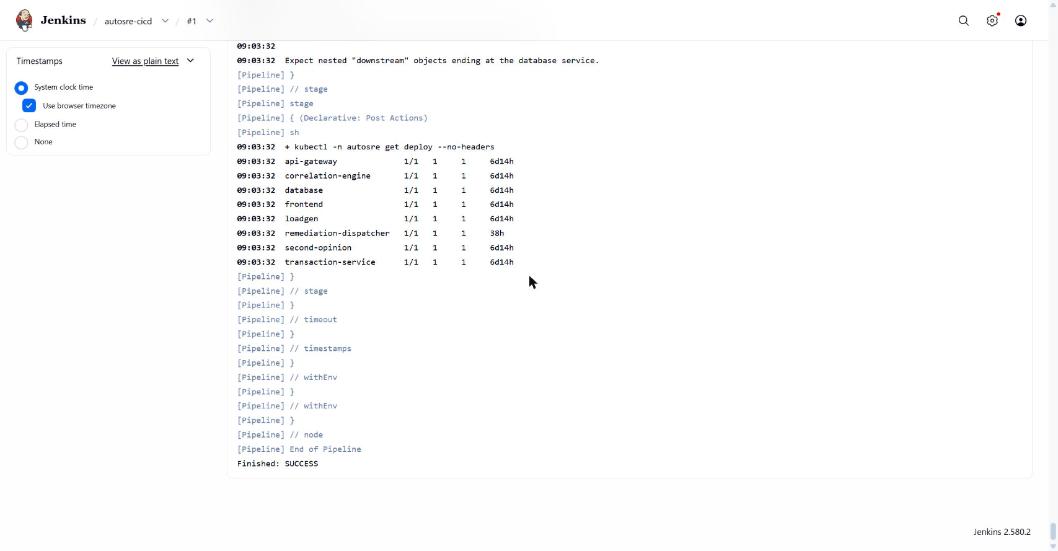 Jenkins / autosre-cicd / #1
Timestamps View as plain text
System clock time
Use browser timezone
Elapsed time
None
09:03:32
09:03:32 Expect nested "downstream" objects ending at the database service.
[Pipeline] }
[Pipeline] // stage
[Pipeline] stage
[Pipeline] { (Declarative: Post Actions)
[Pipeline] sh
09:03:32 + kubectl -n autosre get deploy --no-headers
09:03:32 api-gateway 1/1 1 1 6d14h
09:03:32 correlation-engine 1/1 1 1 6d14h
09:03:32 database 1/1 1 1 6d14h
09:03:32 frontend 1/1 1 1 6d14h
09:03:32 loadgen 1/1 1 1 6d14h
09:03:32 remediation-dispatcher 1/1 1 1 38h
09:03:32 second-opinion 1/1 1 1 6d14h
09:03:32 transaction-service 1/1 1 1 6d14h
[Pipeline] }
[Pipeline] // stage
[Pipeline] }
[Pipeline] // timeout
[Pipeline] }
[Pipeline] // timestamps
[Pipeline] }
[Pipeline] // withEnv
[Pipeline] }
[Pipeline] // withEnv
[Pipeline] }
[Pipeline] // node
[Pipeline] End of Pipeline
Finished: SUCCESS
Jenkins 2.580.2